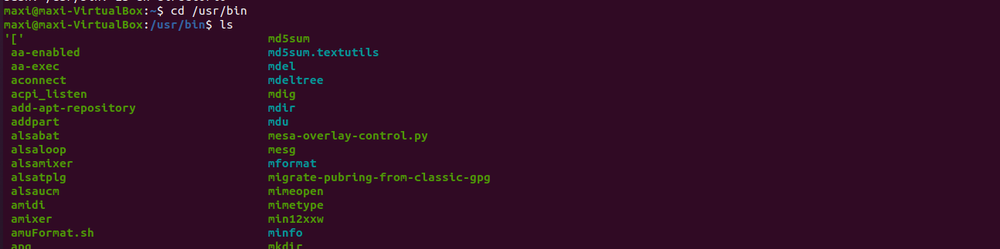 maxi@maxi-VirtualBox:~$ cd /usr/bin
maxi@maxi-VirtualBox:/usr/bin$ ls
'[' md5sum
aa-enabled md5sum.textutils
aa-exec mdel
aconnect mdeltree
acpi_listen mdig
add-apt-repository mdir
addpart mdu
alsabat mesa-overlay-control.py
alsaloop mesg
alsamixer mformat
alsatplg migrate-pubring-from-classic-gpg
alsaucm mimeopen
amidi mimetype
amixer min12xxw
amuFormat.sh minfo
apg mkdir